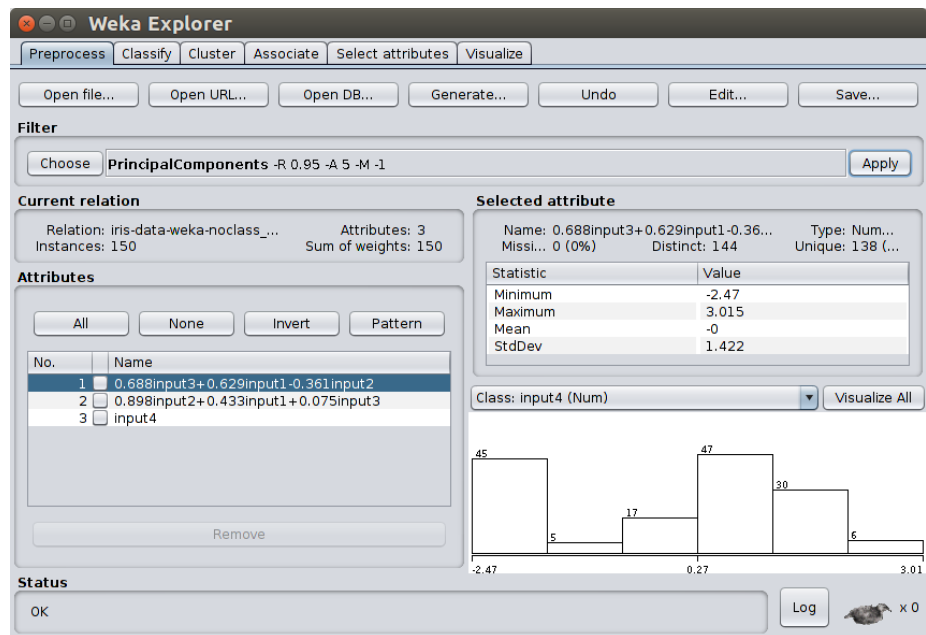 Weka Explorer
Preprocess Classify Cluster Associate Select attributes Visualize
Open file... Open URL... Open DB... Generate... Undo Edit... Save...
Filter
Choose PrincipalComponents -R 0.95 -A 5 -M -1 Apply
Current relation
Relation: iris-data-weka-noclass_... Attributes: 3
Instances: 150 Sum of weights: 150
Attributes
All None Invert Pattern
No. Name
1 0.688input3+0.629input1-0.361input2
2 0.898input2+0.433input1+0.075input3
3 input4
Remove
Selected attribute
Name: 0.688input3+0.629input1-0.36... Type: Num...
Missi... 0 (0%) Distinct: 144 Unique: 138 (...
Statistic Value
Minimum -2.47
Maximum 3.015
Mean -0
StdDev 1.422
Class: input4 (Num) Visualize All
45 5 17 47 30 6
-2.47 0.27 3.01
Status
OK Log x 0